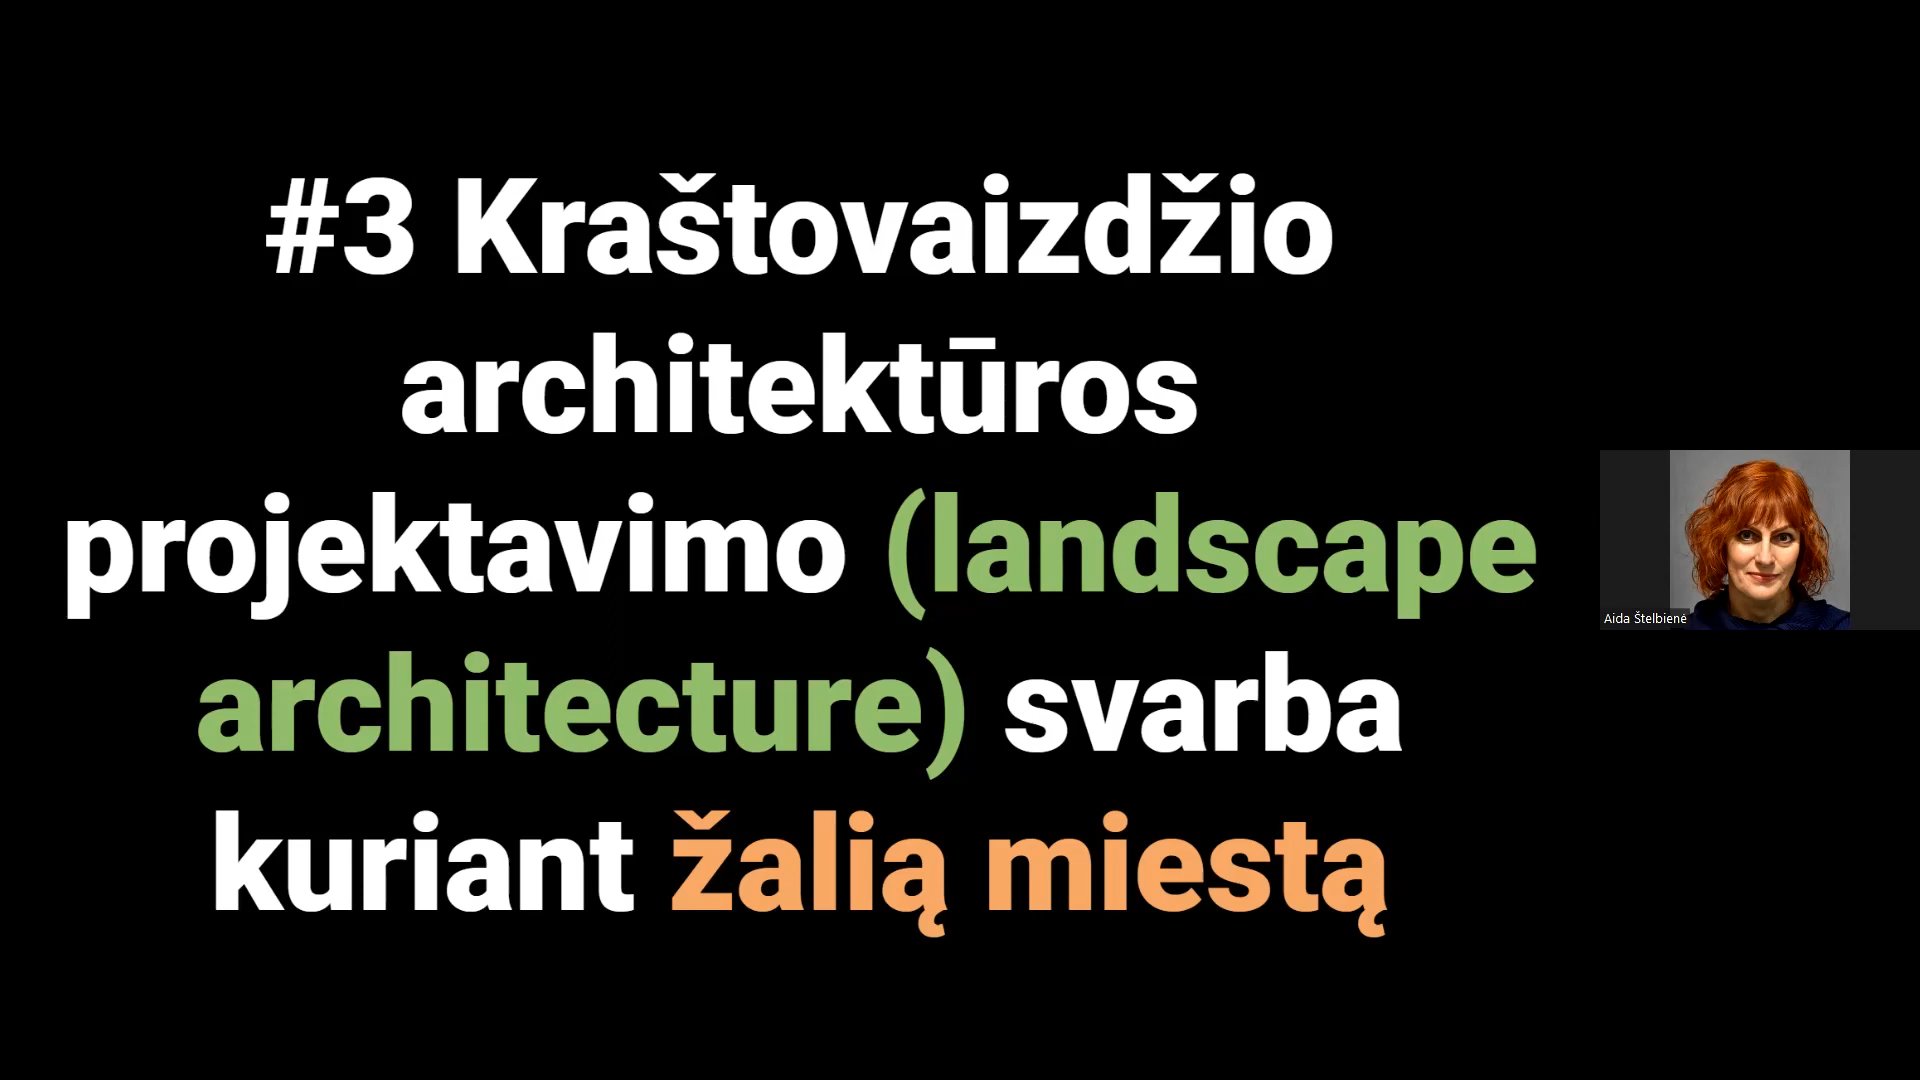 #3 Kraštovaizdžio
architektūros
projektavimo (landscape
architecture) svarba
kuriant žalią miestą
Aida Štelbienė